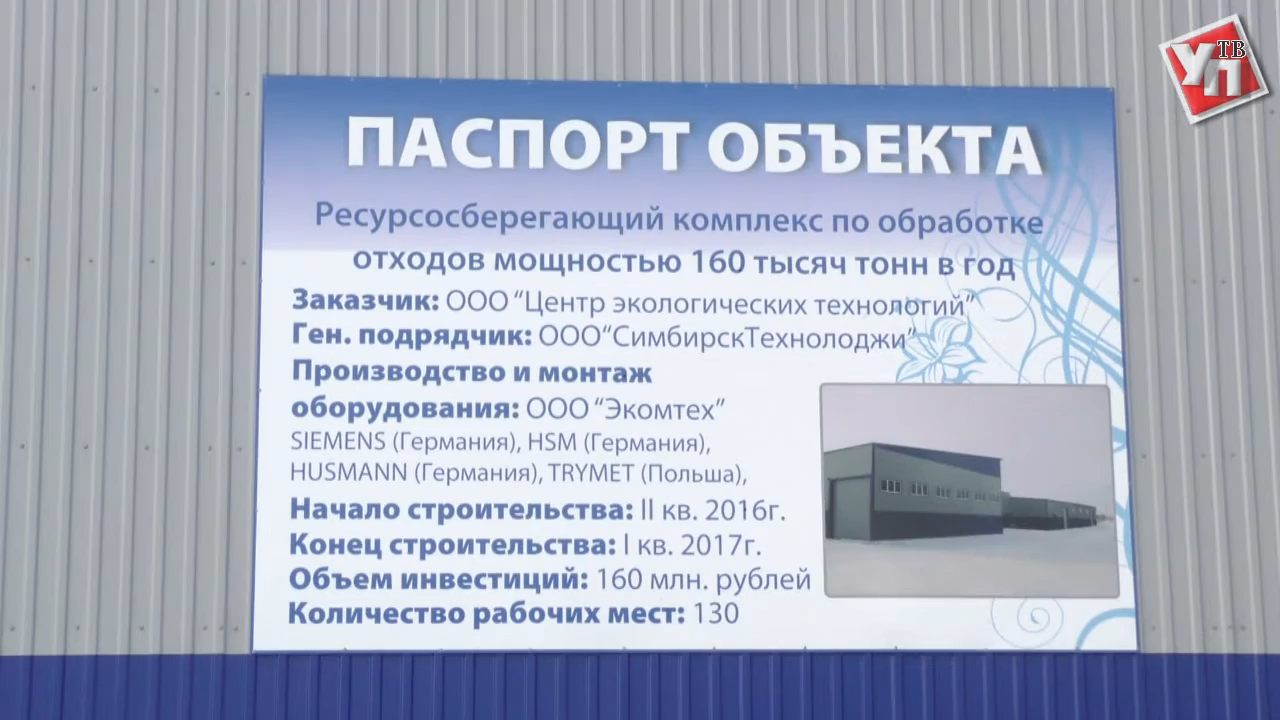 УП ТВ
ПАСПОРТ ОБЪЕКТА
Ресурсосберегающий комплекс по обработке
отходов мощностью 160 тысяч тонн в год
Заказчик: ООО “Центр экологических технологий”
Ген. подрядчик: ООО“СимбирскТехнолоджи”
Производство и монтаж
оборудования: ООО “Экомтех”
SIEMENS (Германия), HSM (Германия),
HUSMANN (Германия), TRYMET (Польша),
Начало строительства: II кв. 2016г.
Конец строительства: I кв. 2017г.
Объем инвестиций: 160 млн. рублей
Количество рабочих мест: 130